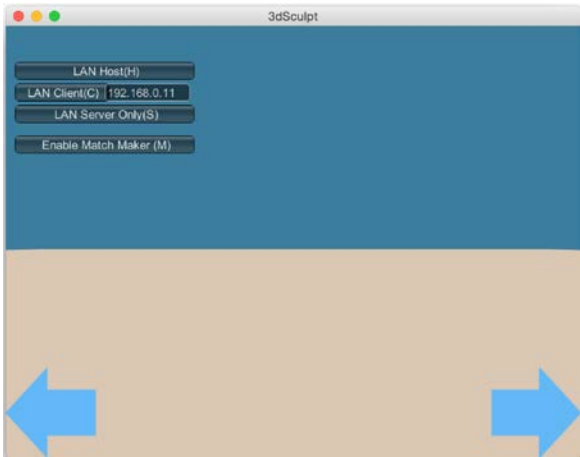 3dSculpt
LAN Host(H)
LAN Client(C) 192.168.0.11
LAN Server Only(S)
Enable Match Maker (M)